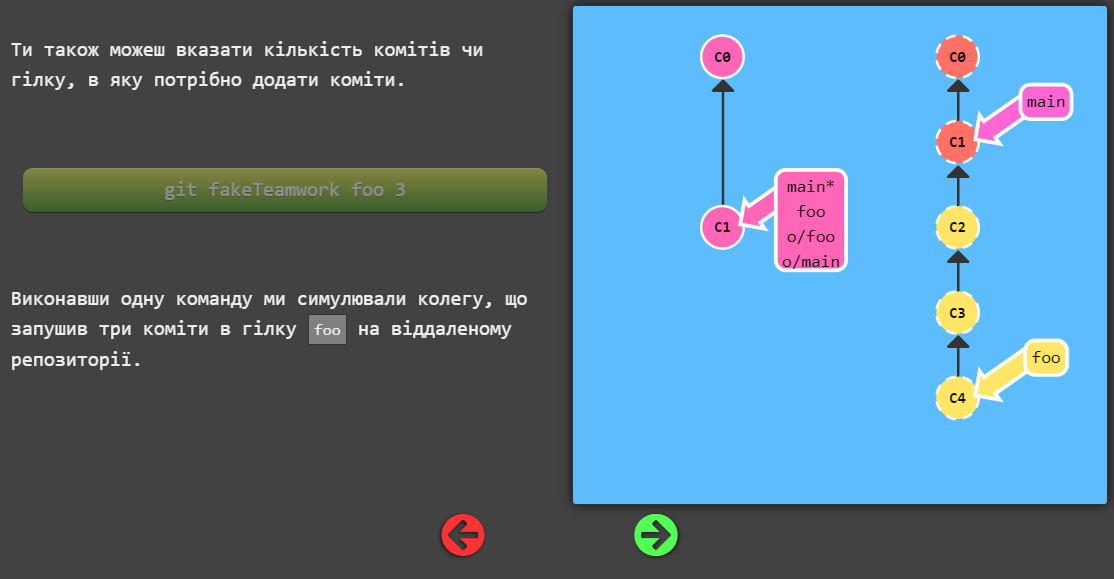 Ти також можеш вказати кількість комітів чи
гілку, в яку потрібно додати коміти.
git fakeTeamwork foo 3
Виконавши одну команду ми симулювали колегу, що
запушив три коміти в гілку foo на віддаленому
репозиторії.
C0
C1
main*
foo
o/foo
o/main
C0
main
C1
C2
C3
foo
C4